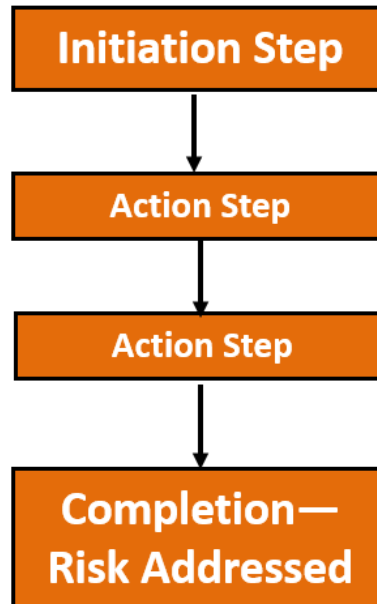 Initiation Step
Action Step
Action Step
Completion—
Risk Addressed